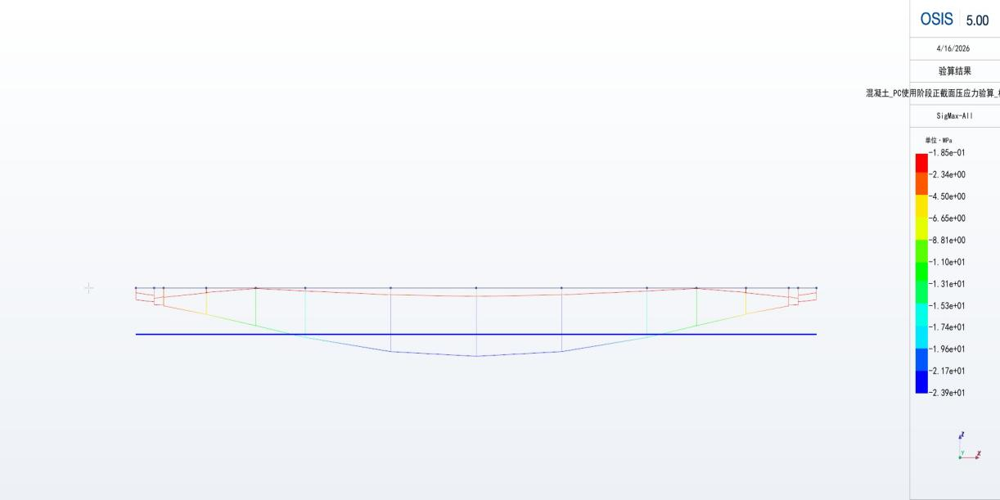 OSIS 5.00
4/16/2026
验算结果
混凝土_PC使用阶段正截面压应力验算_
SigMax-All
单位·MPa
-1.85e-01
-2.34e+00
-4.50e+00
-6.65e+00
-8.81e+00
-1.10e+01
-1.31e+01
-1.53e+01
-1.74e+01
-1.96e+01
-2.17e+01
-2.39e+01
Z
Y X